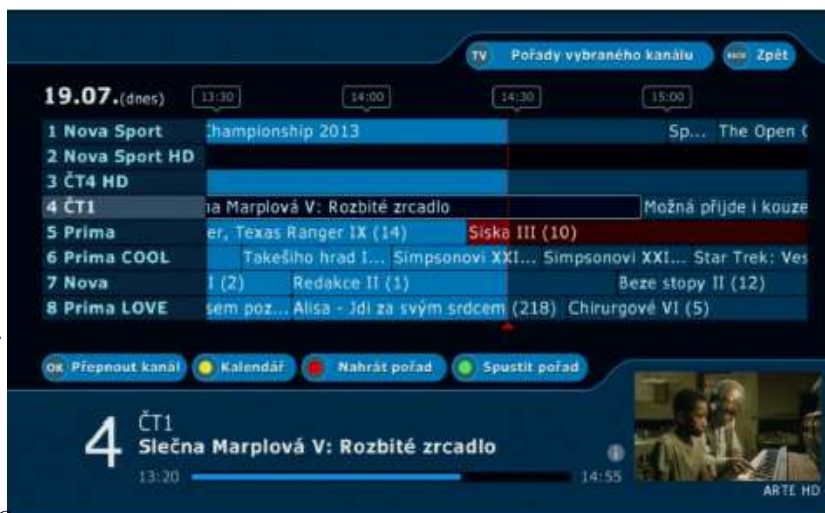 TV Pořady vybraného kanálu Zpět
19.07.(dnes) 13:30 14:00 14:30 15:00
1 Nova Sport Championship 2013 Sp... The Open C
2 Nova Sport HD
3 ČT4 HD
4 ČT1 na Marplová V: Rozbité zrcadlo Možná přijde i kouze
5 Prima er, Texas Ranger IX (14) Siska III (10)
6 Prima COOL Takešiho hrad I... Simpsonovi XXI... Simpsonovi XXI... Star Trek: Ves
7 Nova I (2) Redakce II (1) Beze stopy II (12)
8 Prima LOVE sem poz... Alisa - Jdi za svým srdcem (218) Chirurgové VI (5)
OK Přepnout kanál Kalendář Nahrát pořad Spustit pořad
4 ČT1
Slečna Marplová V: Rozbité zrcadlo
13:20 14:55
ARTE HD